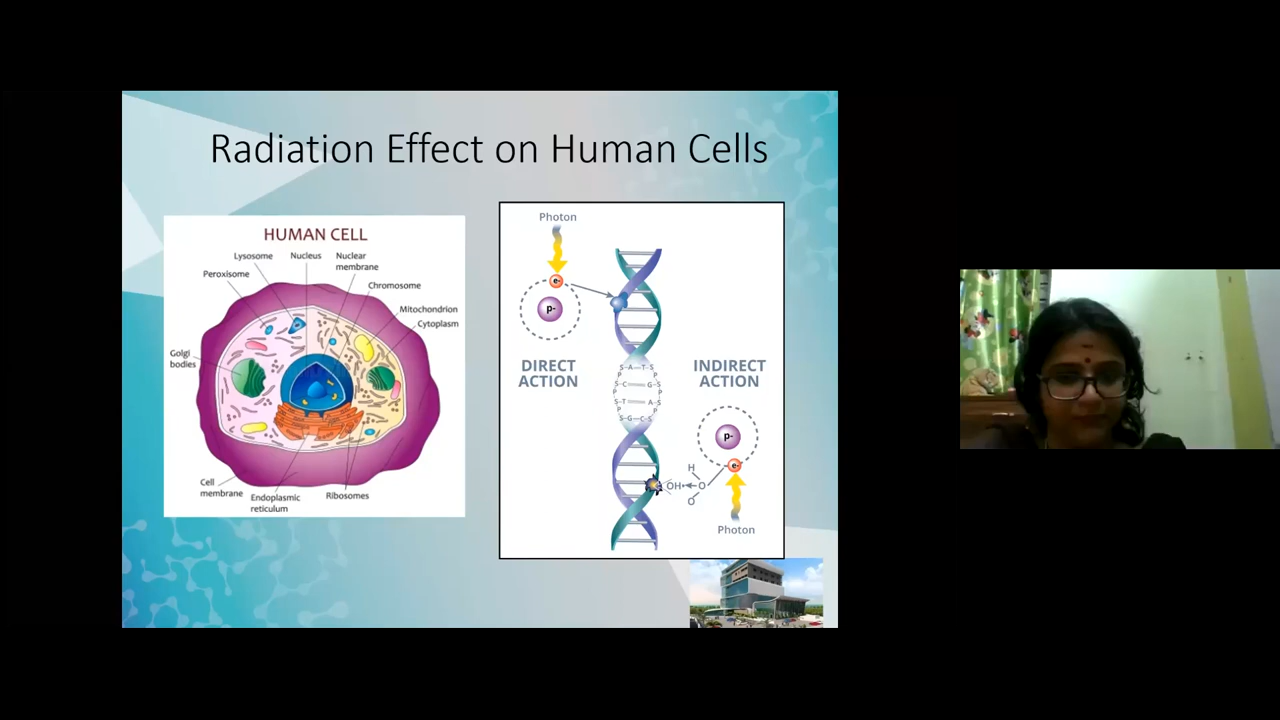 Radiation Effect on Human Cells
HUMAN CELL
Lysosome
Nucleus
Nuclear
membrane
Peroxisome
Chromosome
Mitochondrion
Cytoplasm
Golgi
bodies
Cell
membrane
Endoplasmic
reticulum
Ribosomes
Photon
e-
p-
DIRECT
ACTION
INDIRECT
ACTION
S A T S
P P
S C G S
P P
S T A S
P P
S G C S
p-
e-
H
OH• O
O
Photon